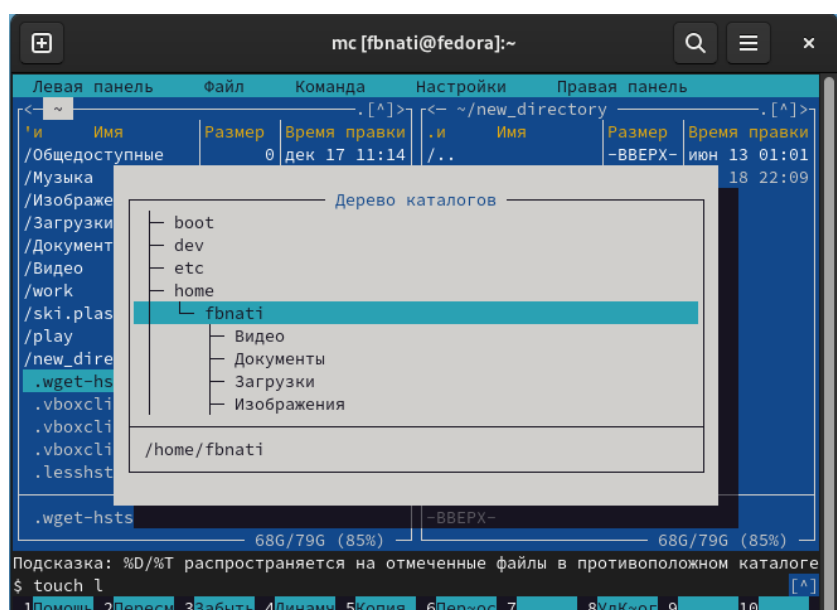 mc [fbnati@fedora]:~
Левая панель Файл Команда Настройки Правая панель
<— ~ .[^]> <— ~/new_directory .[^]>
'и Имя Размер Время правки .и Имя Размер Время правки
/Общедоступные 0 дек 17 11:14 /.. -ВВЕРХ- июн 13 01:01
/Музыка 18 22:09
/Изображе
Дерево каталогов
/Загрузки boot
/Документ dev
/Видео etc
/work home
/ski.plas fbnati
/play Видео
/new_dire Документы
.wget-hs Загрузки
.vboxcli Изображения
.vboxcli
.vboxcli /home/fbnati
.lesshst
.wget-hsts -ВВЕРХ-
68G/79G (85%) 68G/79G (85%)
Подсказка: %D/%T распространяется на отмеченные файлы в противоположном каталоге
$ touch l [^]
1Помощь 2Пересм 3Забыть 4Динамч 5Копия 6Пер~ос 7 8УдК~ог 9 10